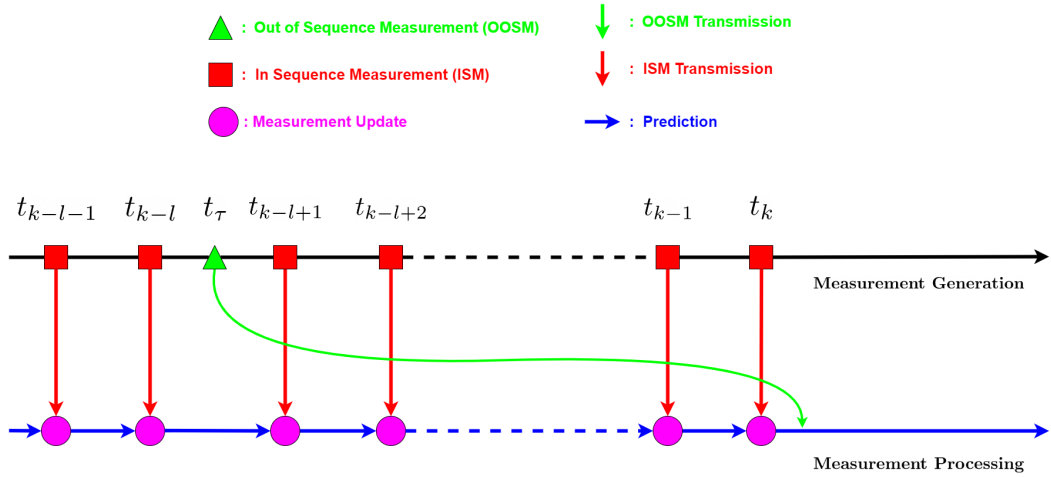 : Out of Sequence Measurement (OOSM)
: OOSM Transmission
: In Sequence Measurement (ISM)
: ISM Transmission
: Measurement Update
: Prediction
t_{k-l-1} t_{k-l} t_τ t_{k-l+1} t_{k-l+2} t_{k-1} t_k
Measurement Generation
Measurement Processing